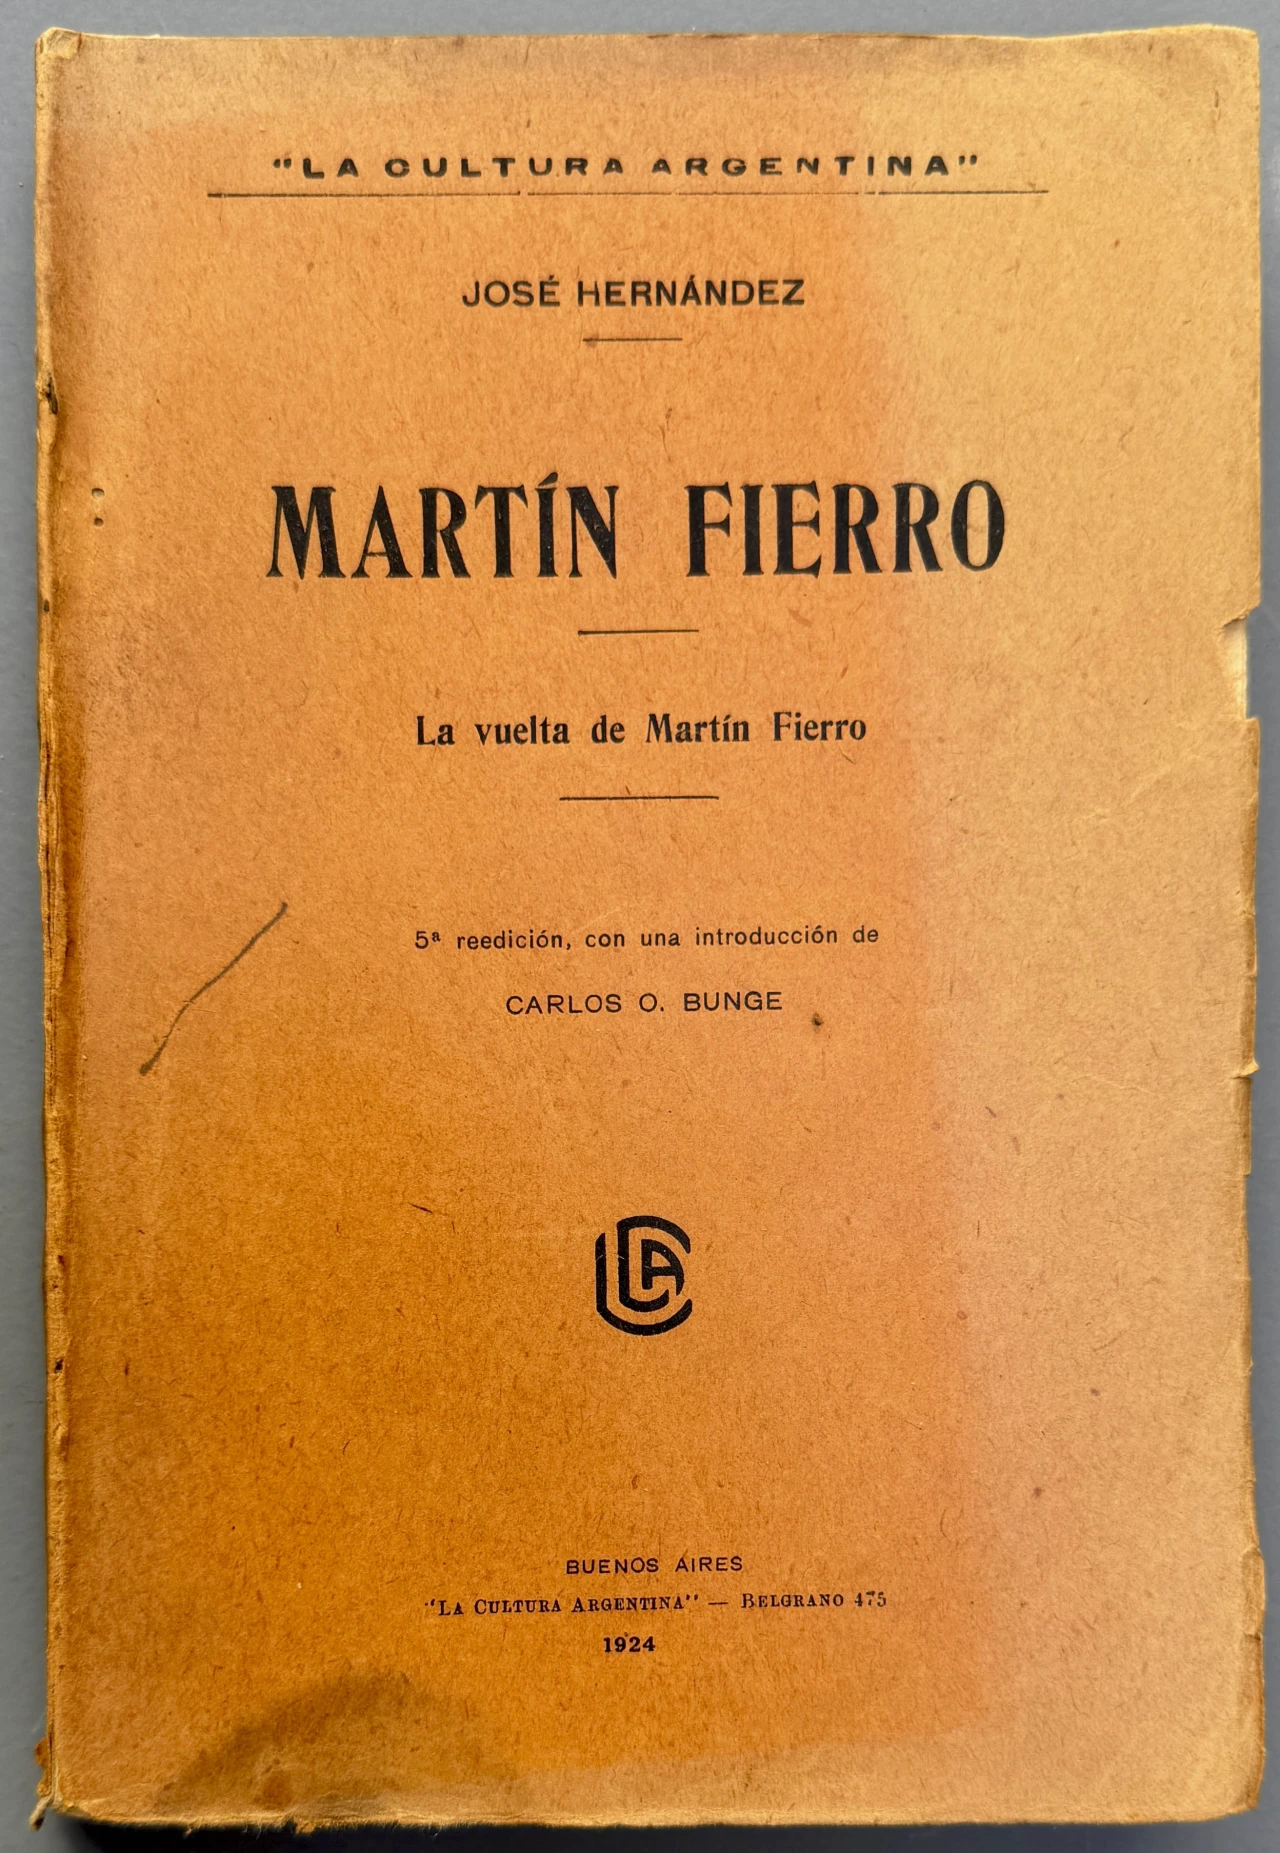 "LA CULTURA ARGENTINA"
JOSÉ HERNÁNDEZ
MARTÍN FIERRO
La vuelta de Martín Fierro
5ª reedición, con una introducción de
CARLOS O. BUNGE
LCA
BUENOS AIRES
"LA CULTURA ARGENTINA" — BELGRANO 475
1924